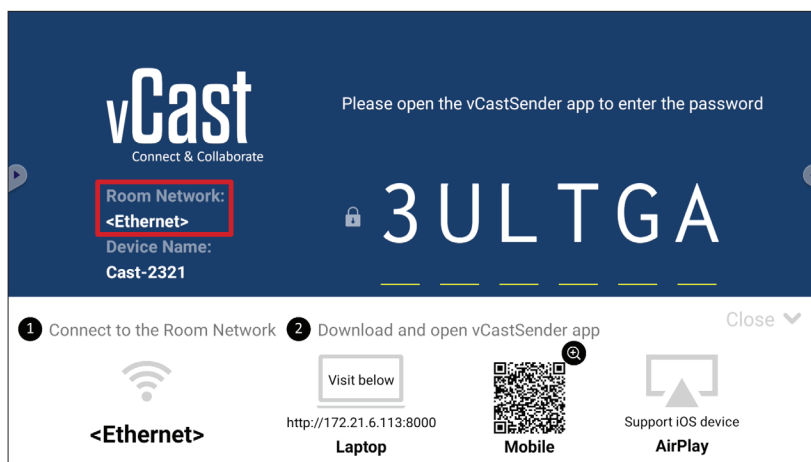 vCast
Connect & Collaborate
Please open the vCastSender app to enter the password
Room Network:
<Ethernet>
Device Name:
Cast-2321
3ULTGA
1 Connect to the Room Network
2 Download and open vCastSender app
Close
<Ethernet>
Visit below
http://172.21.6.113:8000
Laptop
Mobile
Support iOS device
AirPlay